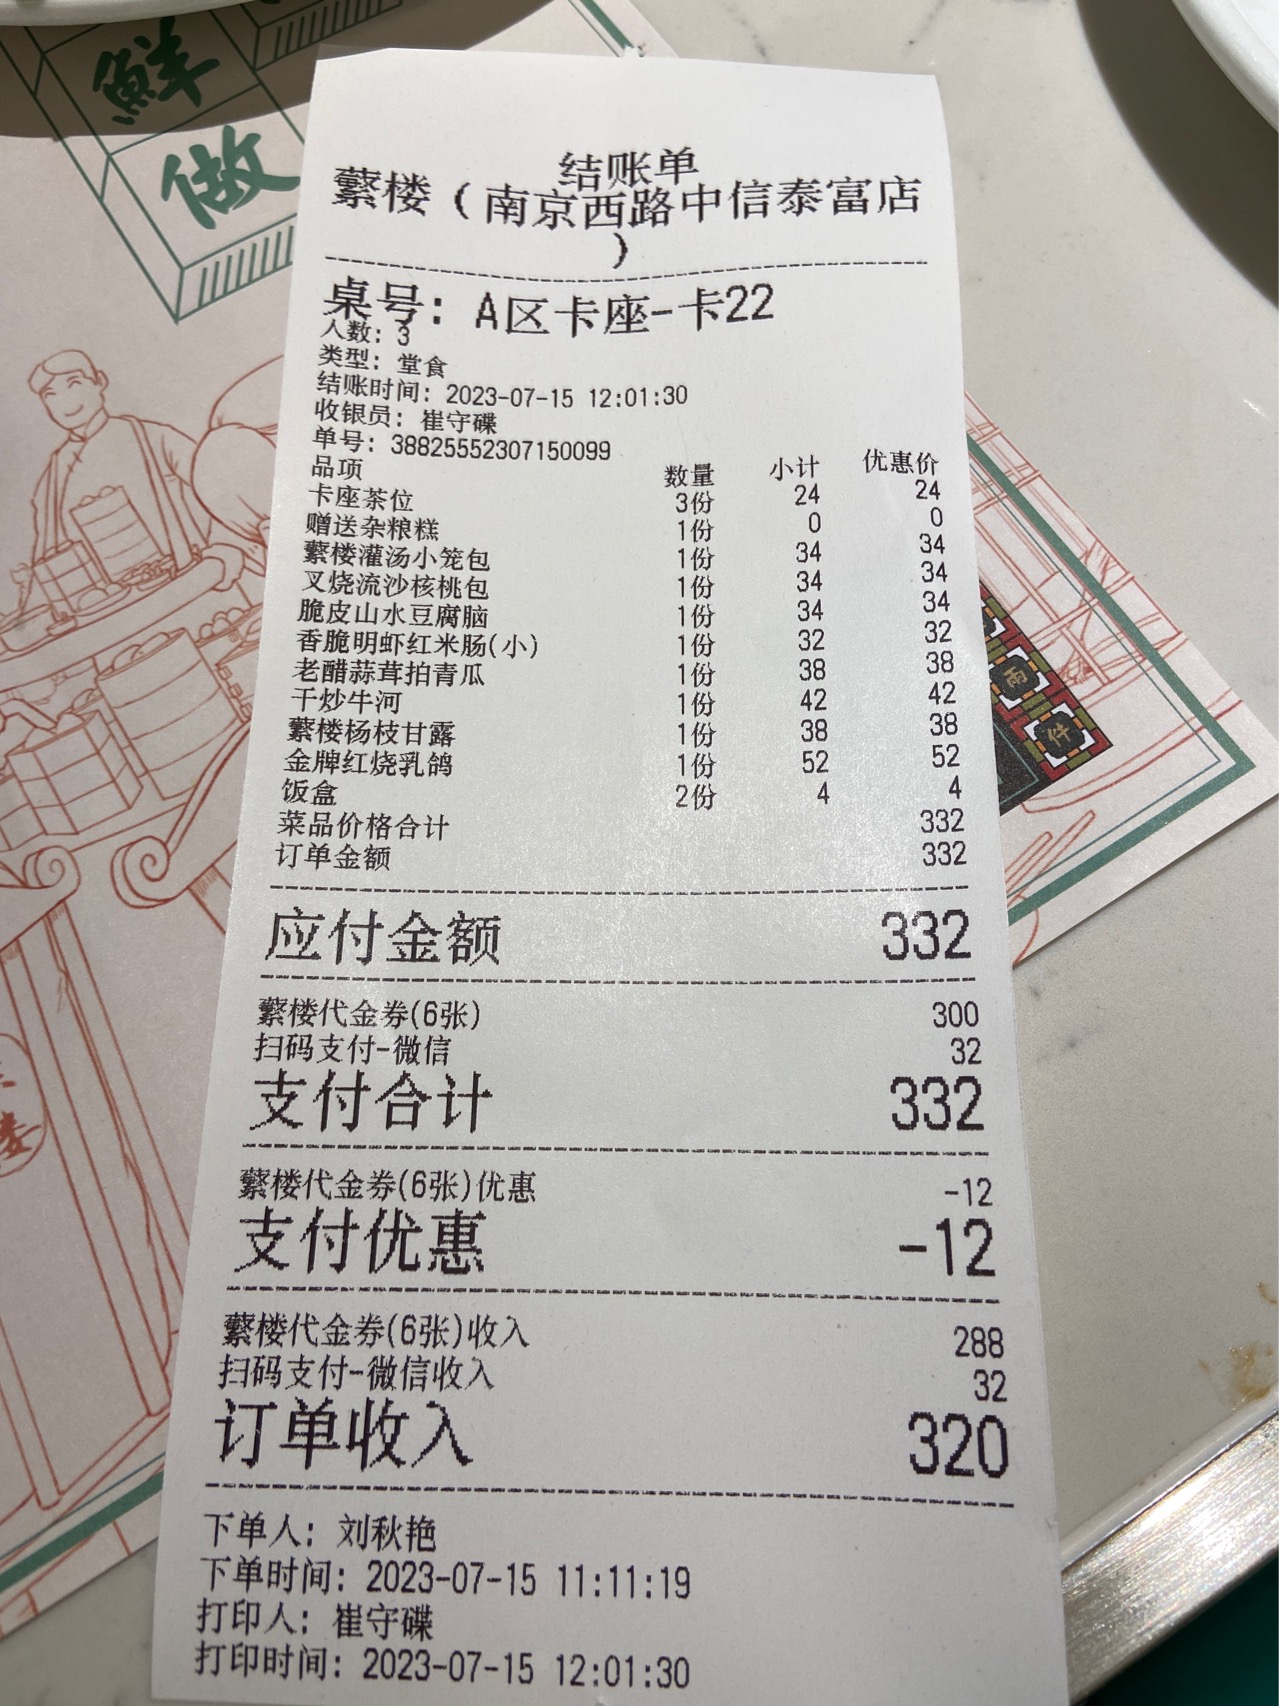 鮮
做
结账单
蘩楼（南京西路中信泰富店
）
桌号：A区卡座-卡22
人数：3
类型：堂食
结账时间：2023-07-15 12:01:30
收银员：崔守碟
单号：38825552307150099
品项 数量 小计 优惠价
卡座茶位 3份 24 24
赠送杂粮糕 1份 0 0
蘩楼灌汤小笼包 1份 34 34
叉烧流沙核桃包 1份 34 34
脆皮山水豆腐脑 1份 34 34
香脆明虾红米肠(小) 1份 32 32
老醋蒜茸拍青瓜 1份 38 38
干炒牛河 1份 42 42
蘩楼杨枝甘露 1份 38 38
金牌红烧乳鸽 1份 52 52
饭盒 2份 4 4
菜品价格合计 332
订单金额 332
应付金额 332
蘩楼代金券(6张) 300
扫码支付-微信 32
支付合计 332
蘩楼代金券(6张)优惠 -12
支付优惠 -12
蘩楼代金券(6张)收入 288
扫码支付-微信收入 32
订单收入 320
下单人：刘秋艳
下单时间：2023-07-15 11:11:19
打印人：崔守碟
打印时间：2023-07-15 12:01:30
兩
件